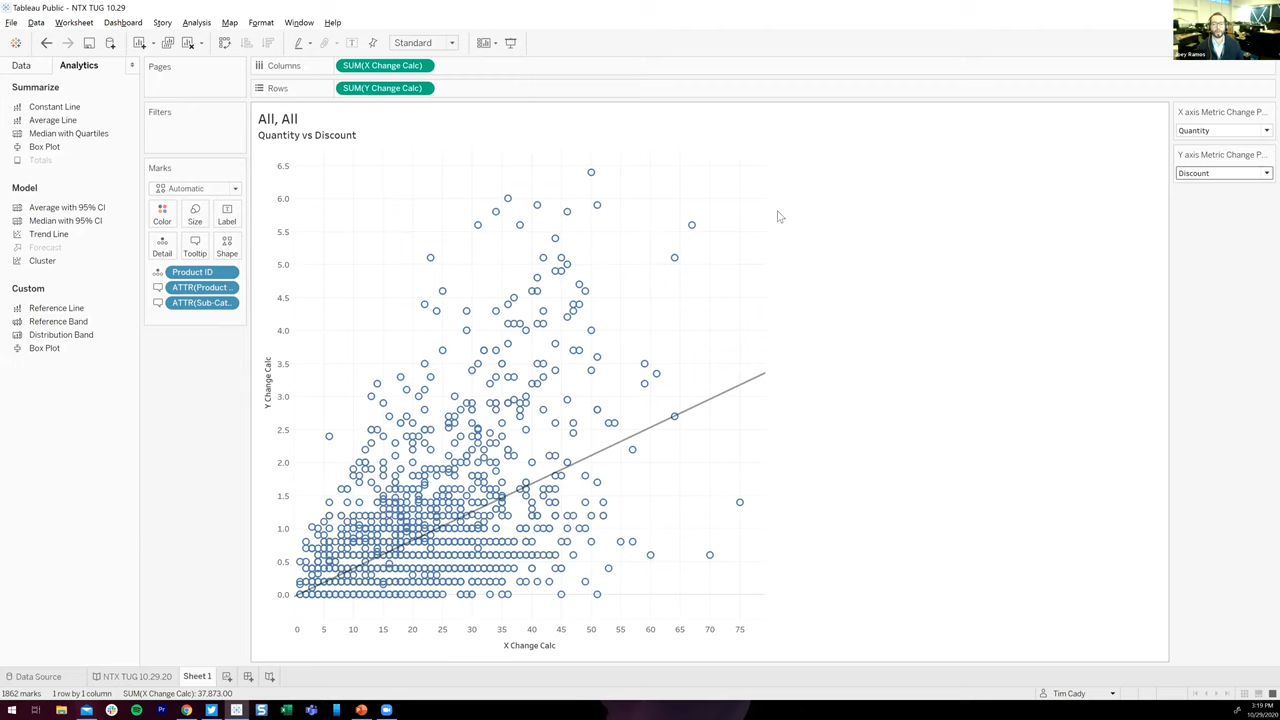 Tableau Public - NTX TUG
File Data Worksheet Dashboard Story Analysis Map Format Window Help
Standard
Joey Ramos
Data Analytics
Summarize
Constant Line
Average Line
Median with Quartiles
Box Plot
Totals
Model
Average with 95% CI
Median with 95% CI
Trend Line
Forecast
Cluster
Custom
Reference Line
Reference Band
Distribution Band
Box Plot
Pages
Filters
Marks
Automatic
Color Size Label
Detail Tooltip Shape
Product ID
ATTR(Product ..
ATTR(Sub-Cat..
Columns SUM(X Change Calc)
Rows SUM(Y Change Calc)
All, All
Quantity vs Discount
6.5
6.0
5.5
5.0
4.5
4.0
3.5
3.0
2.5
2.0
1.5
1.0
0.5
0.0
Y Change Calc
0 5 10 15 20 25 30 35 40 45 50 55 60 65 70 75
X Change Calc
X axis Metric Change P...
Quantity
Y axis Metric Change P...
Discount
Data Source NTX TUG 10.29.20 Sheet 1
1862 marks 1 row by 1 column SUM(X Change Calc): 37,873.00
Tim Cady
3:19 PM
10/29/2020